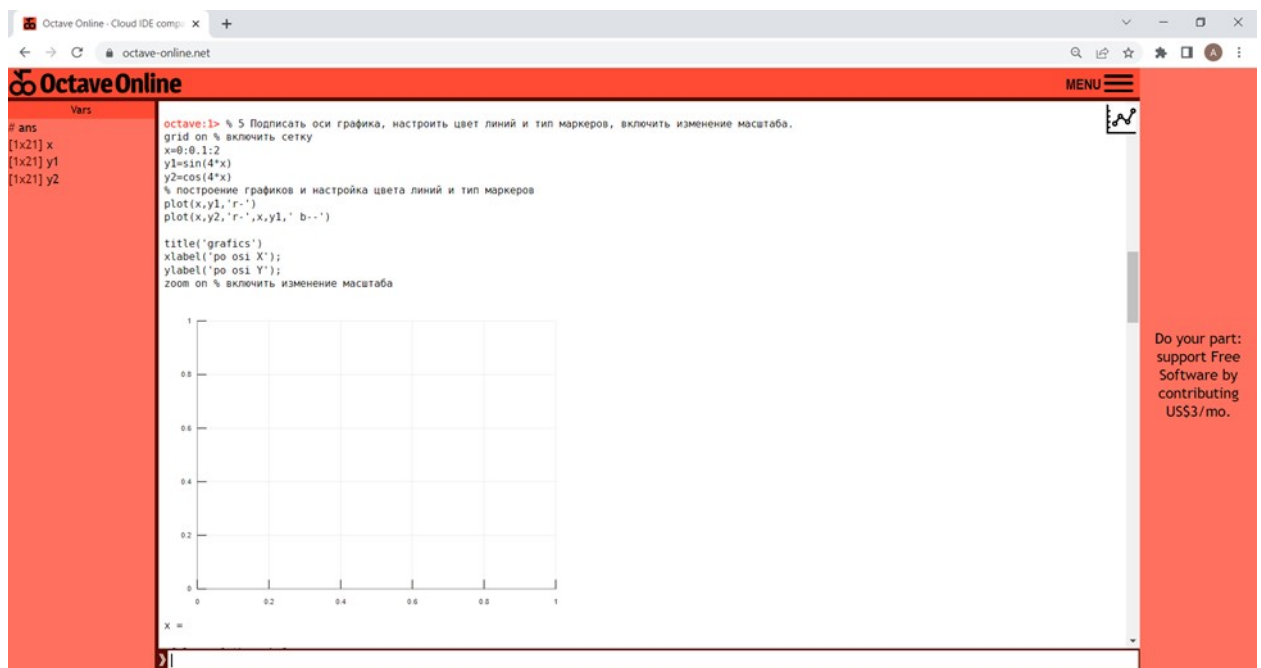 Octave Online · Cloud IDE comp
octave-online.net
A
Octave Online
MENU
Vars
# ans
[1x21] x
[1x21] y1
[1x21] y2
octave:1> % 5 Подписать оси графика, настроить цвет линий и тип маркеров, включить изменение масштаба.
grid on % включить сетку
x=0:0.1:2
y1=sin(4*x)
y2=cos(4*x)
% построение графиков и настройка цвета линий и тип маркеров
plot(x,y1,'r-')
plot(x,y2,'r-',x,y1,' b--')
title('grafics')
xlabel('po osi X');
ylabel('po osi Y');
zoom on % включить изменение масштаба
1
0.8
0.6
0.4
0.2
0
0 0.2 0.4 0.6 0.8 1
x =
Do your part:
support Free
Software by
contributing
US$3/mo.